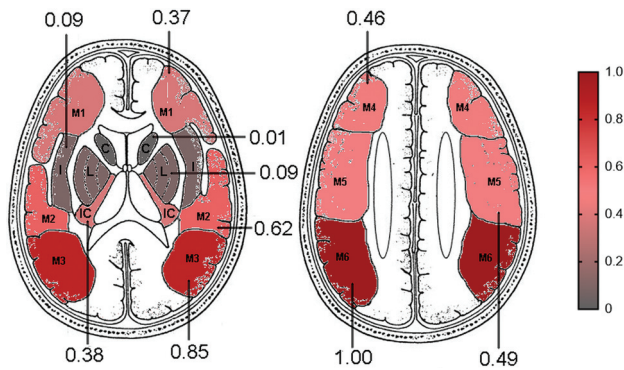 0.09 0.37 0.46
M1 M1 M4 M4 1.0
C C 0.01 0.8
I L L I 0.09 M5 M5 0.6
IC IC
M2 M2 0.62 0.4
M3 M3 M6 M6 0.2
0
0.38 0.85 1.00 0.49